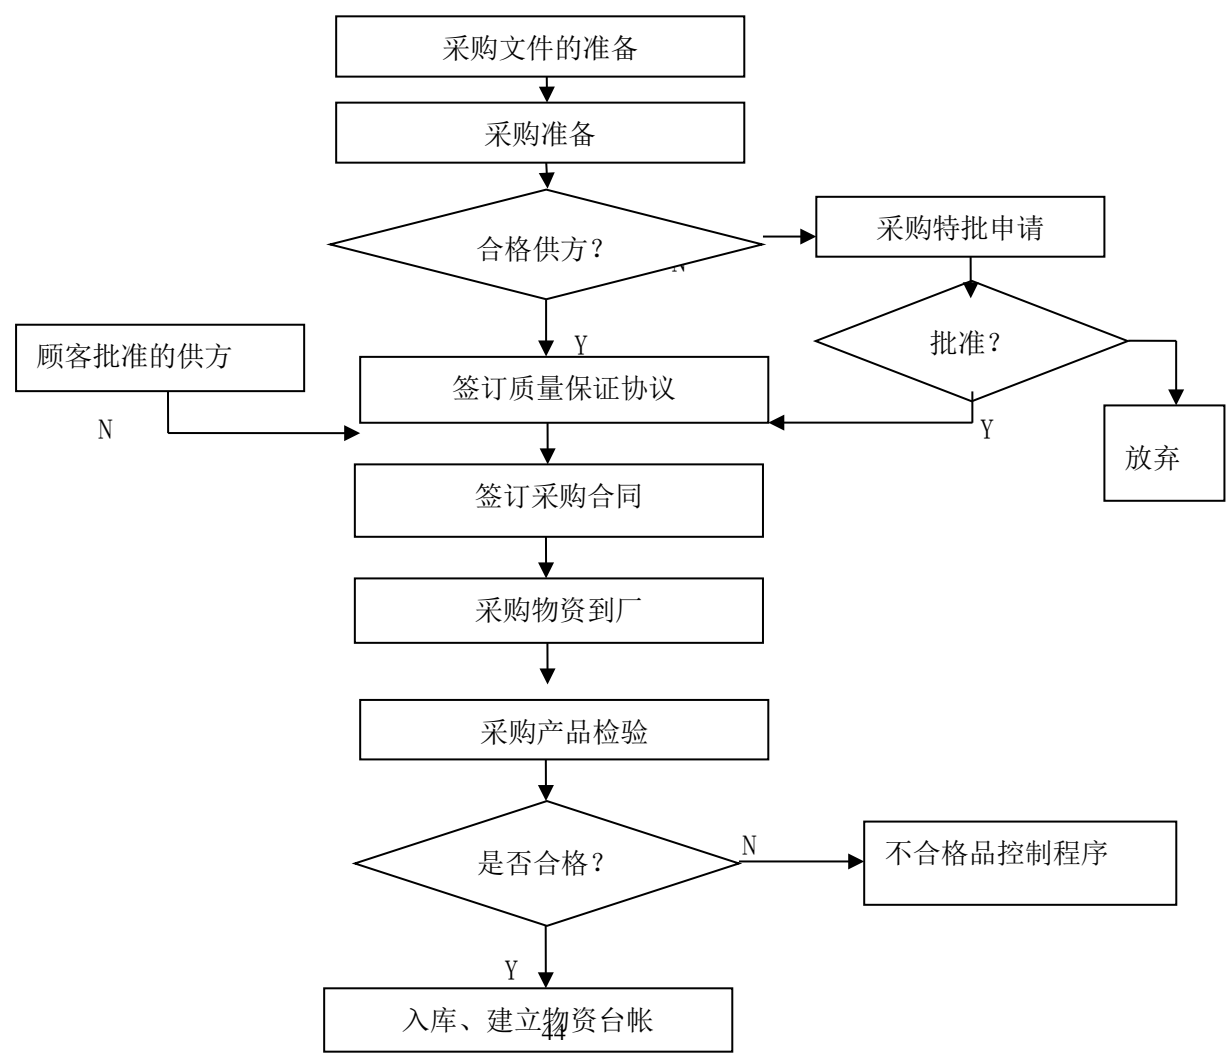 采购文件的准备
采购准备
合格供方？
采购特批申请
N
批准？
顾客批准的供方
Y
签订质量保证协议
N
Y
放弃
签订采购合同
采购物资到厂
采购产品检验
是否合格？
N
不合格品控制程序
Y
入库、建立物资台帐
44